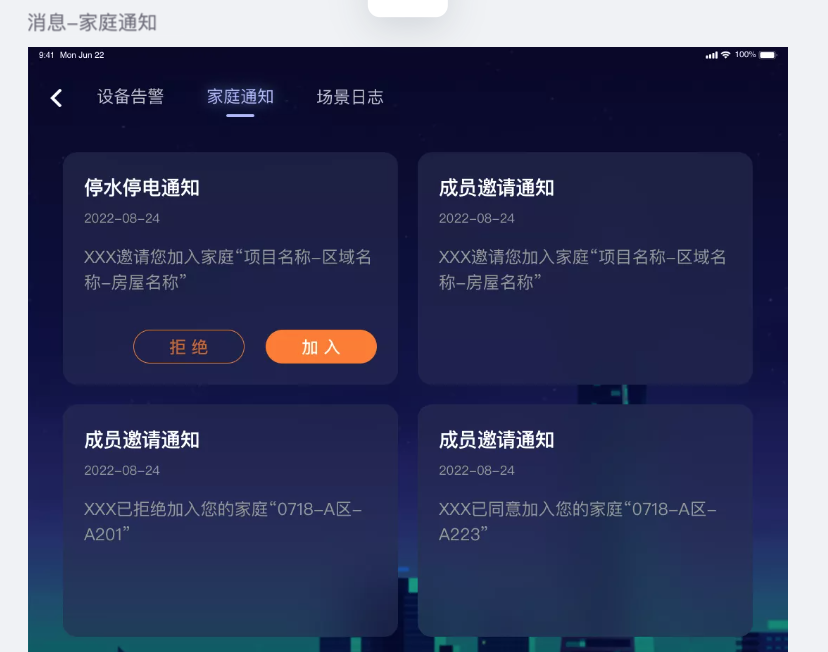 消息-家庭通知
9:41 Mon Jun 22
100%
设备告警 家庭通知 场景日志
停水停电通知
2022-08-24
XXX邀请您加入家庭“项目名称-区域名
称-房屋名称”
拒绝 加入
成员邀请通知
2022-08-24
XXX邀请您加入家庭“项目名称-区域名
称-房屋名称”
成员邀请通知
2022-08-24
XXX已拒绝加入您的家庭“0718-A区-
A201”
成员邀请通知
2022-08-24
XXX已同意加入您的家庭“0718-A区-
A223”